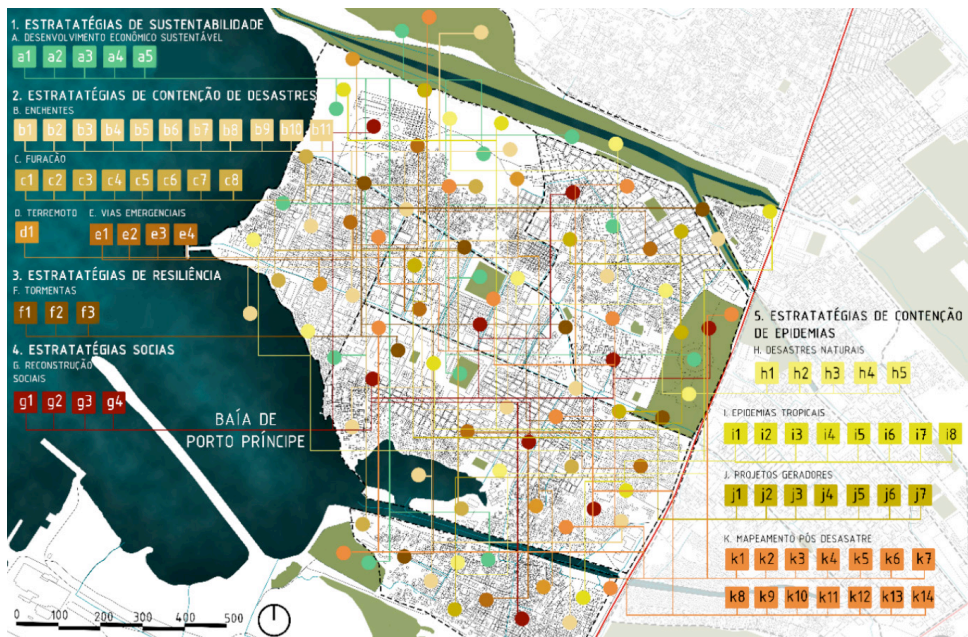 1. ESTRATATÉGIAS DE SUSTENTABILIDADE
A. DESENVOLVIMENTO ECONÔMICO SUSTENTÁVEL
a1 a2 a3 a4 a5
2. ESTRATATÉGIAS DE CONTENÇÃO DE DESASTRES
B. ENCHENTES
b1 b2 b3 b4 b5 b6 b7 b8 b9 b10 b11
C. FURACÃO
c1 c2 c3 c4 c5 c6 c7 c8
D. TERREMOTO E. VIAS EMERGENCIAIS
d1 e1 e2 e3 e4
3. ESTRATATÉGIAS DE RESILIÊNCIA
F. TORMENTAS
f1 f2 f3
4. ESTRATATÉGIAS SOCIAS
G. RECONSTRUÇÃO
SOCIAIS
g1 g2 g3 g4
BAÍA DE
PORTO PRÍNCIPE
0 100 200 300 400 500
5. ESTRATATÉGIAS DE CONTENÇÃO
DE EPIDEMIAS
H. DESASTRES NATURAIS
h1 h2 h3 h4 h5
I. EPIDEMIAS TROPICAIS
i1 i2 i3 i4 i5 i6 i7 i8
J. PROJETOS GERADORES
j1 j2 j3 j4 j5 j6 j7
K. MAPEAMENTO PÓS DESASATRE
k1 k2 k3 k4 k5 k6 k7
k8 k9 k10 k11 k12 k13 k14